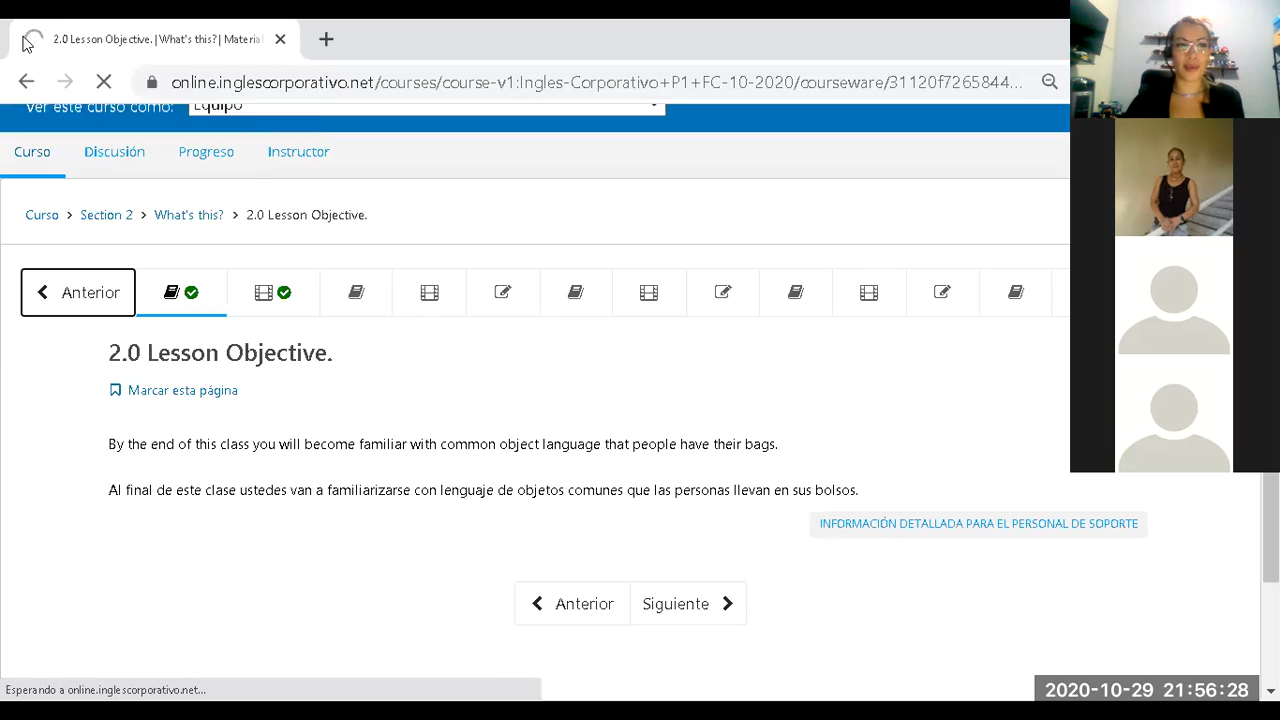 2.0 Lesson Objective. | What's this? | Material
online.inglescorporativo.net/courses/course-v1:Ingles-Corporativo+P1+FC-10-2020/courseware/31120f7265844...
Ver este curso como: Equipo
Curso Discusión Progreso Instructor
Curso > Section 2 > What's this? > 2.0 Lesson Objective.
Anterior
2.0 Lesson Objective.
Marcar esta página
By the end of this class you will become familiar with common object language that people have their bags.
Al final de este clase ustedes van a familiarizarse con lenguaje de objetos comunes que las personas llevan en sus bolsos.
INFORMACIÓN DETALLADA PARA EL PERSONAL DE SOPORTE
Anterior Siguiente
Esperando a online.inglescorporativo.net...
2020-10-29 21:56:28